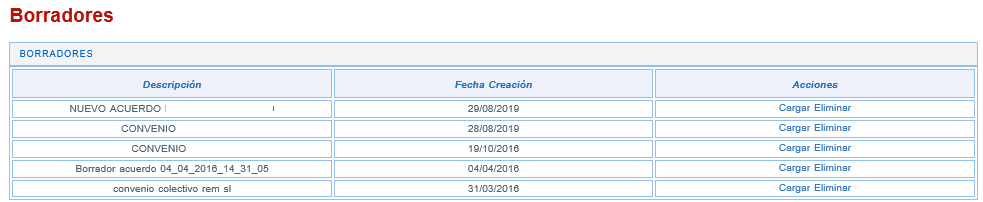 Borradores
BORRADORES
Descripción Fecha Creación Acciones
NUEVO ACUERDO 29/08/2019 Cargar Eliminar
CONVENIO 28/08/2019 Cargar Eliminar
CONVENIO 19/10/2016 Cargar Eliminar
Borrador acuerdo 04_04_2016_14_31_05 04/04/2016 Cargar Eliminar
convenio colectivo rem sl 31/03/2016 Cargar Eliminar